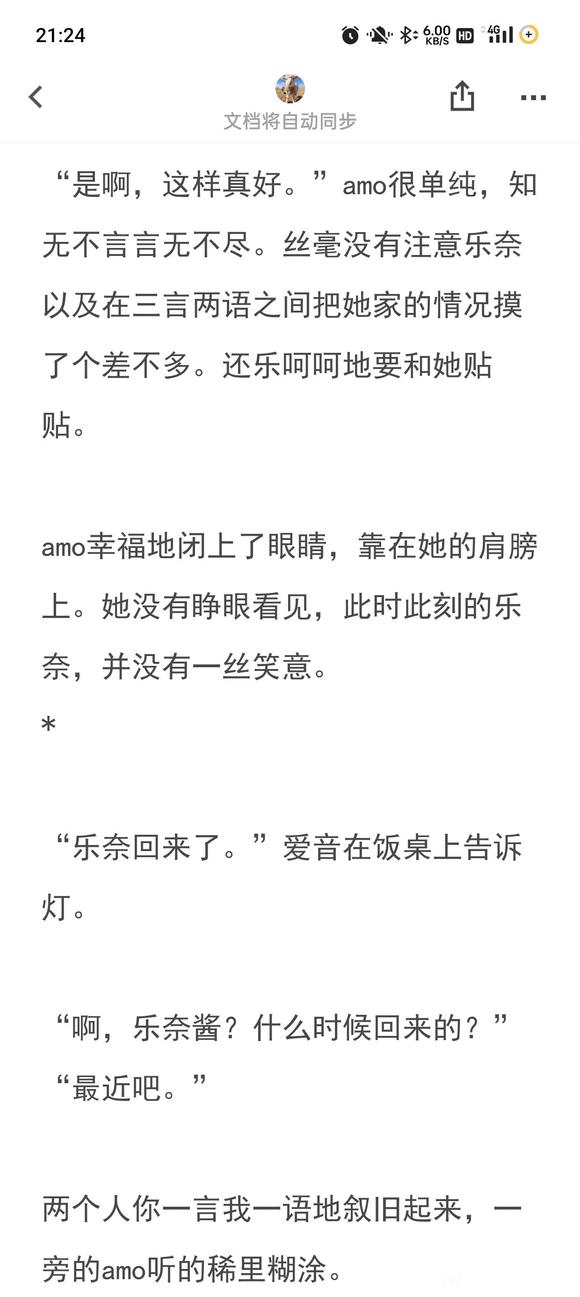 21:24
6.00
KB/S
HD
4G
文档将自动同步
“是啊，这样真好。”amo很单纯，知
无不言言无不尽。丝毫没有注意乐奈
以及在三言两语之间把她家的情况摸
了个差不多。还乐呵呵地要和她贴
贴。
amo幸福地闭上了眼睛，靠在她的肩膀
上。她没有睁眼看见，此时此刻的乐
奈，并没有一丝笑意。
*
“乐奈回来了。”爱音在饭桌上告诉
灯。
“啊，乐奈酱？什么时候回来的？”
“最近吧。”
两个人你一言我一语地叙旧起来，一
旁的amo听的稀里糊涂。